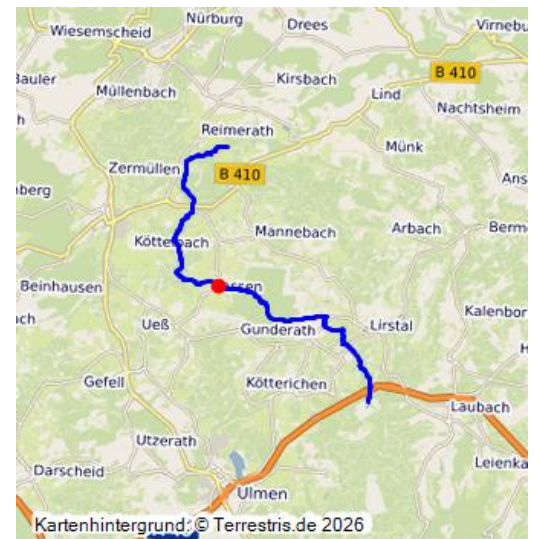 Nürburg
Drees
Virnebu
Wiesemscheid
B 410
Bauler
Kirsbach
Müllenbach
Lind
Nachtsheim
h
Reimerath
Münk
Zermüllen
B 410
Ans
berg
Arbach
Berm
Mannebach
Beinhausen
ssen
Kalenbor
ch
Ueß
Gunderath
Lirstal
H
Gefell
Kötterichen
Laubach
Utzerath
Darscheid
Leienka
Ulmen
Kartenhintergrund: © Terrestris.de 2026